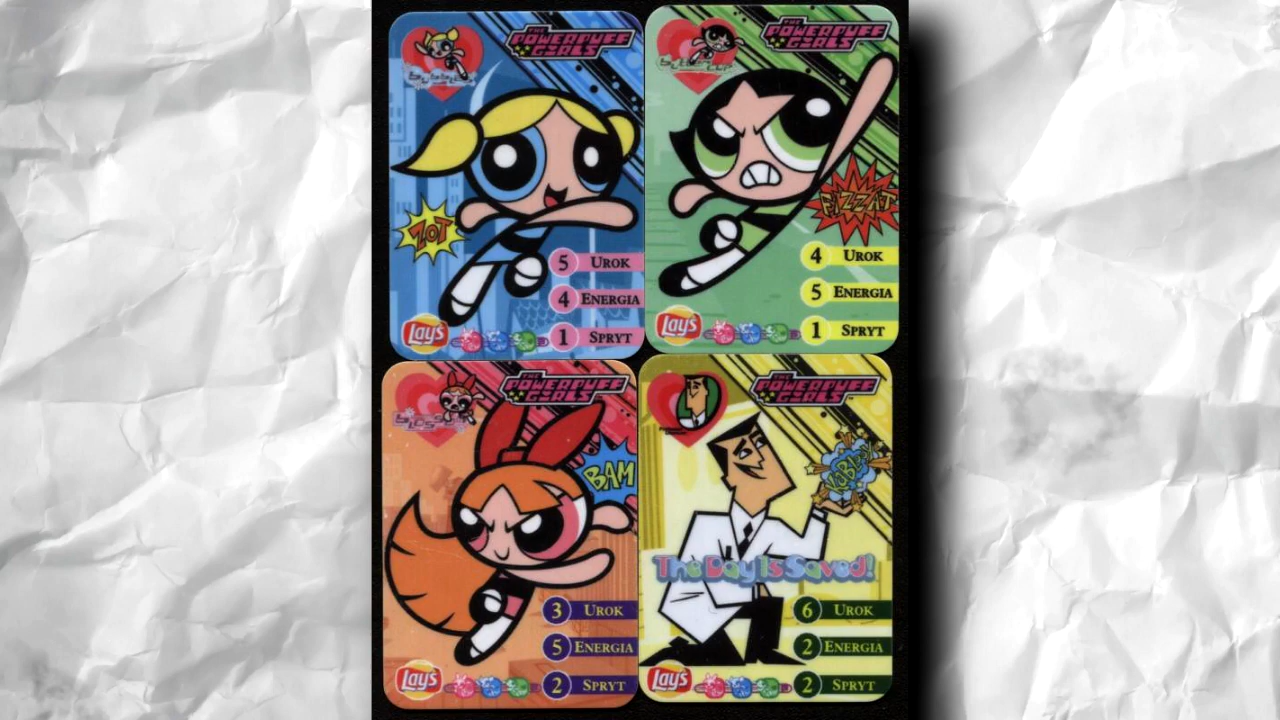 THE
POWERPUFF
GIRLS
ZOT
5 UROK
4 ENERGIA
1 SPRYT
Lay's
THE
POWERPUFF
GIRLS
FIZZAT
4 UROK
5 ENERGIA
1 SPRYT
Lay's
THE
POWERPUFF
GIRLS
BAM
3 UROK
5 ENERGIA
2 SPRYT
Lay's
THE
POWERPUFF
GIRLS
The Day Is Saved!
6 UROK
2 ENERGIA
2 SPRYT
Lay's